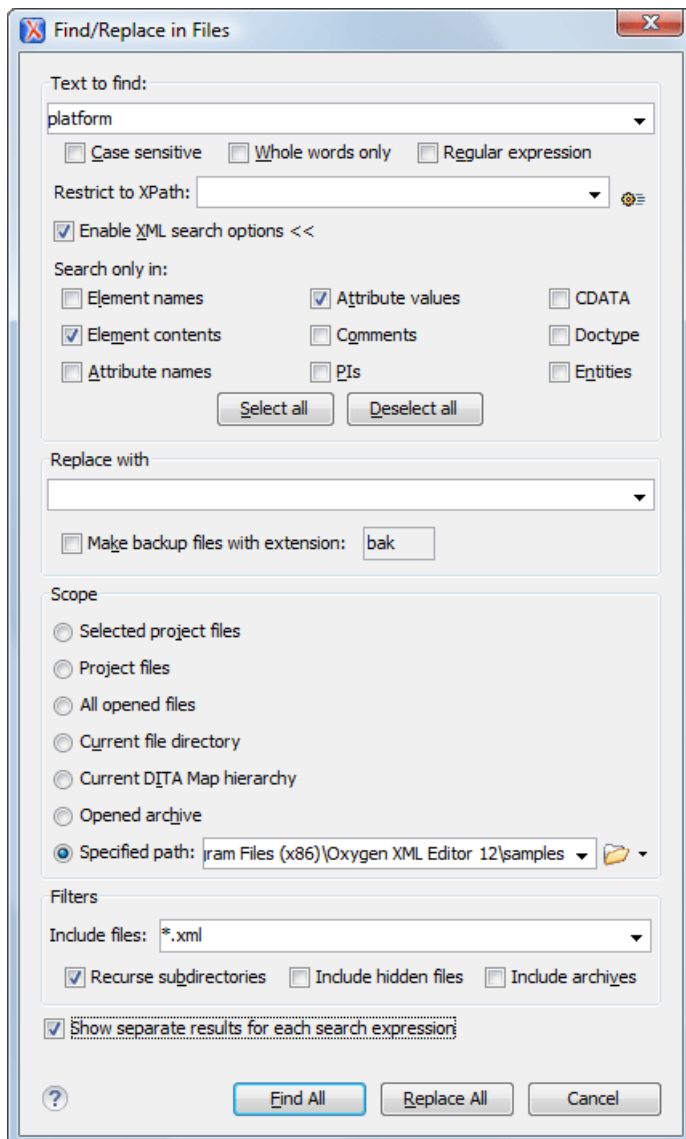 Find/Replace in Files
Text to find:
platform
Case sensitive Whole words only Regular expression
Restrict to XPath:
Enable XML search options <<
Search only in:
Element names Attribute values CDATA
Element contents Comments Doctype
Attribute names PIs Entities
Select all Deselect all
Replace with
Make backup files with extension: bak
Scope
Selected project files
Project files
All opened files
Current file directory
Current DITA Map hierarchy
Opened archive
Specified path: gram Files (x86)\Oxygen XML Editor 12\samples
Filters
Include files: *.xml
Recurse subdirectories Include hidden files Include archives
Show separate results for each search expression
? Find All Replace All Cancel